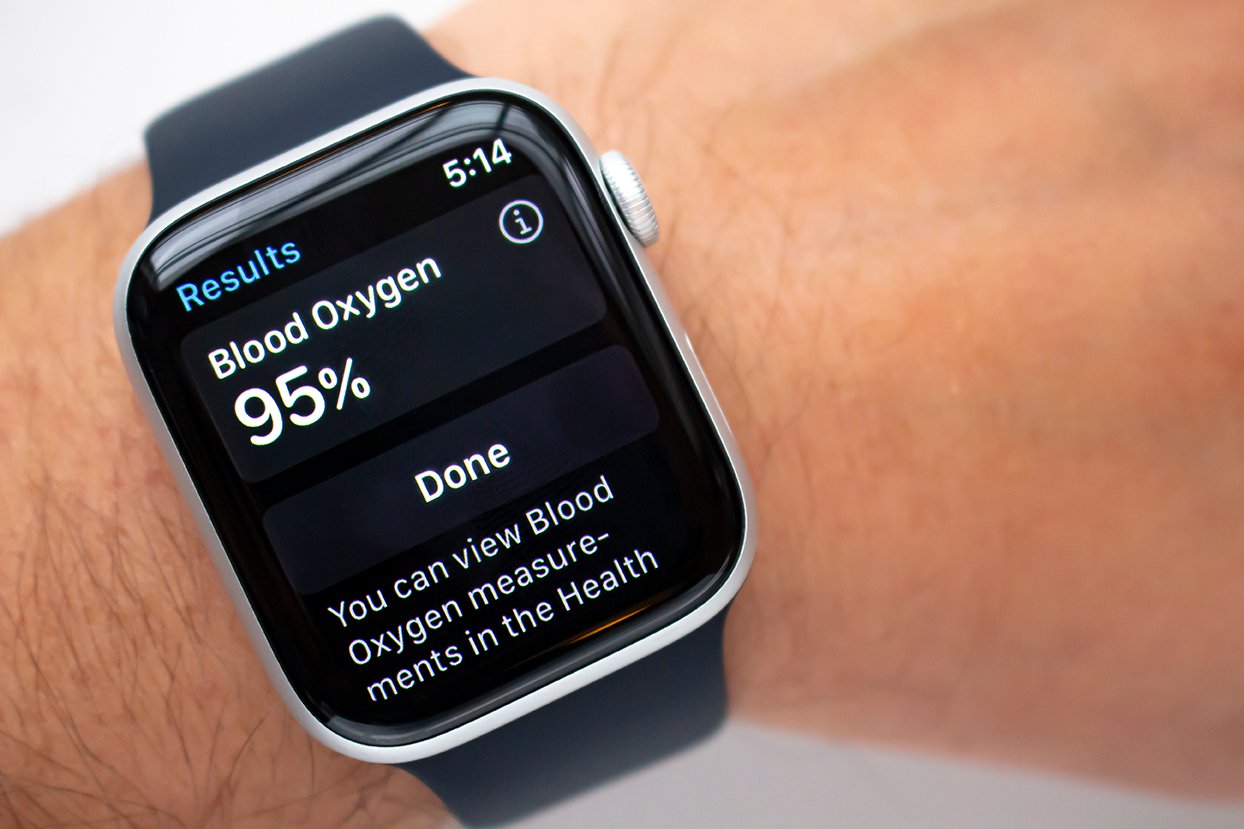 5:14
Results
Blood Oxygen
95%
Done
You can view Blood
Oxygen measure-
ments in the Health